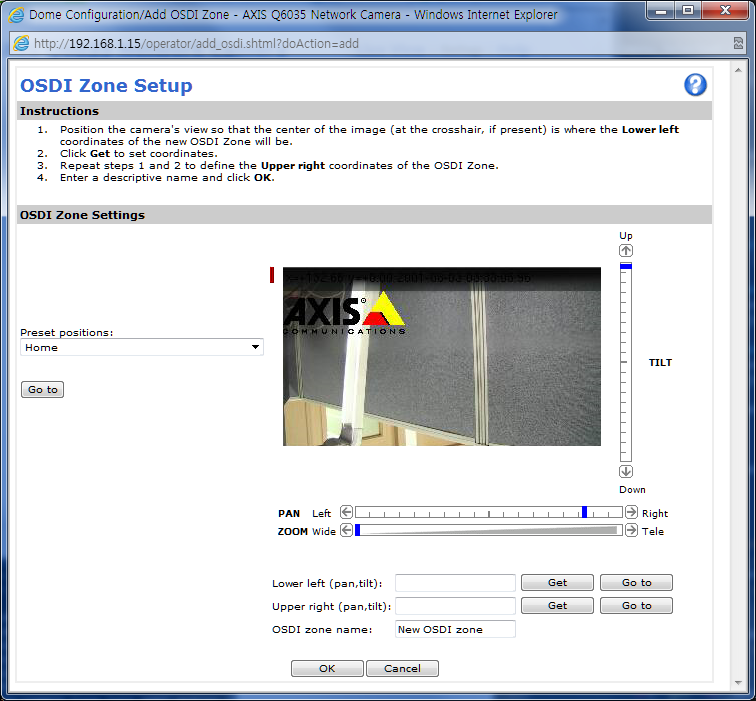 Dome Configuration/Add OSDI Zone - AXIS Q6035 Network Camera - Windows Internet Explorer
http://192.168.1.15/operator/add_osdi.shtml?doAction=add
OSDI Zone Setup
?
Instructions
1. Position the camera's view so that the center of the image (at the crosshair, if present) is where the Lower left
coordinates of the new OSDI Zone will be.
2. Click Get to set coordinates.
3. Repeat steps 1 and 2 to define the Upper right coordinates of the OSDI Zone.
4. Enter a descriptive name and click OK.
OSDI Zone Settings
Up
AXIS
COMMUNICATIONS
Preset positions:
Home
TILT
Go to
Down
PAN Left Right
ZOOM Wide Tele
Lower left (pan,tilt): Get Go to
Upper right (pan,tilt): Get Go to
OSDI zone name: New OSDI zone
OK Cancel